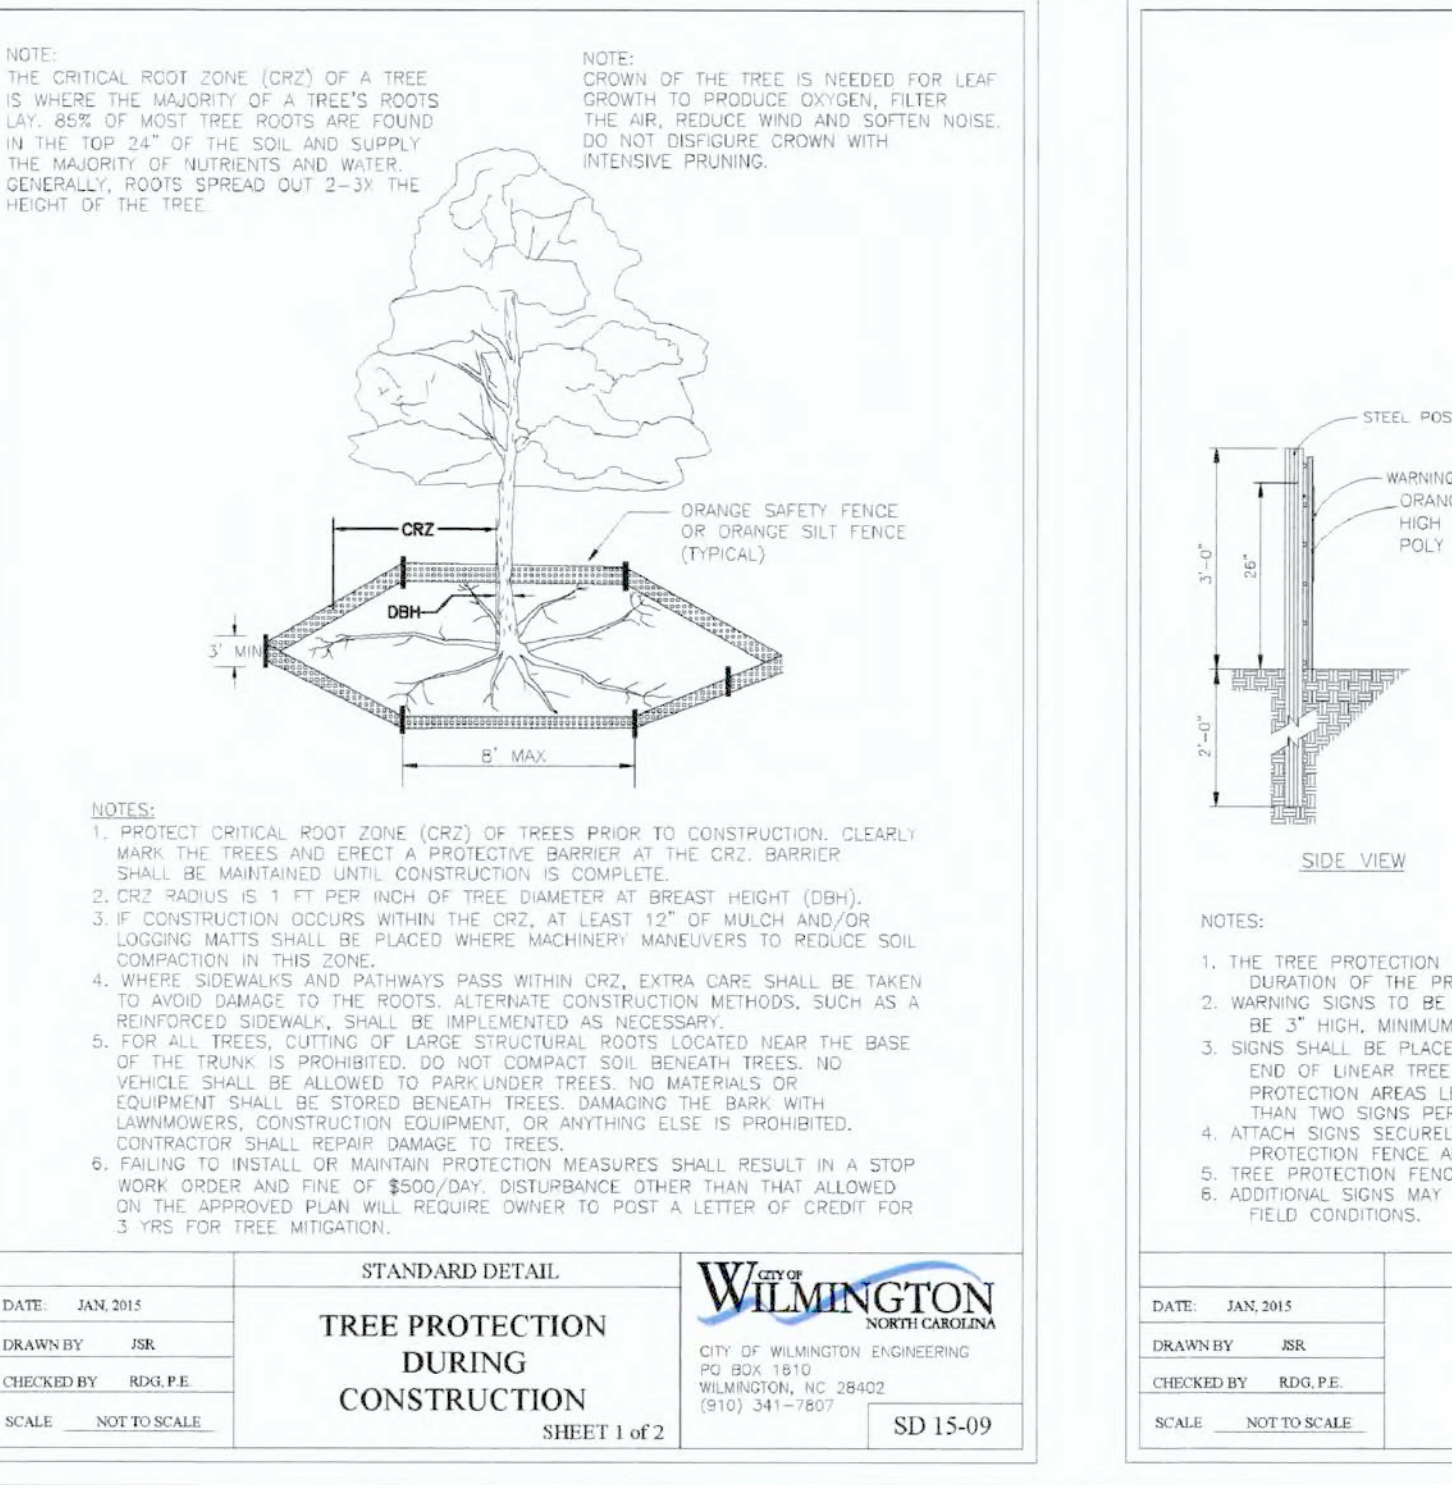 NOTE:
THE CRITICAL ROOT ZONE (CRZ) OF A TREE
IS WHERE THE MAJORITY OF A TREE'S ROOTS
LAY. 85% OF MOST TREE ROOTS ARE FOUND
IN THE TOP 24" OF THE SOIL AND SUPPLY
THE MAJORITY OF NUTRIENTS AND WATER.
GENERALLY, ROOTS SPREAD OUT 2-3X THE
HEIGHT OF THE TREE.
NOTE:
CROWN OF THE TREE IS NEEDED FOR LEAF
GROWTH TO PRODUCE OXYGEN, FILTER
THE AIR, REDUCE WIND AND SOFTEN NOISE.
DO NOT DISFIGURE CROWN WITH
INTENSIVE PRUNING.
ORANGE SAFETY FENCE
OR ORANGE SILT FENCE
(TYPICAL)
CRZ
DBH
3' MIN
8' MAX
NOTES:
1. PROTECT CRITICAL ROOT ZONE (CRZ) OF TREES PRIOR TO CONSTRUCTION. CLEARLY
MARK THE TREES AND ERECT A PROTECTIVE BARRIER AT THE CRZ. BARRIER
SHALL BE MAINTAINED UNTIL CONSTRUCTION IS COMPLETE.
2. CRZ RADIUS IS 1 FT PER INCH OF TREE DIAMETER AT BREAST HEIGHT (DBH).
3. IF CONSTRUCTION OCCURS WITHIN THE CRZ, AT LEAST 12" OF MULCH AND/OR
LOGGING MATTS SHALL BE PLACED WHERE MACHINERY MANEUVERS TO REDUCE SOIL
COMPACTION IN THIS ZONE.
4. WHERE SIDEWALKS AND PATHWAYS PASS WITHIN CRZ, EXTRA CARE SHALL BE TAKEN
TO AVOID DAMAGE TO THE ROOTS. ALTERNATE CONSTRUCTION METHODS, SUCH AS A
REINFORCED SIDEWALK, SHALL BE IMPLEMENTED AS NECESSARY.
5. FOR ALL TREES, CUTTING OF LARGE STRUCTURAL ROOTS LOCATED NEAR THE BASE
OF THE TRUNK IS PROHIBITED. DO NOT COMPACT SOIL BENEATH TREES. NO
VEHICLE SHALL BE ALLOWED TO PARK UNDER TREES. NO MATERIALS OR
EQUIPMENT SHALL BE STORED BENEATH TREES. DAMAGING THE BARK WITH
LAWNMOWERS, CONSTRUCTION EQUIPMENT, OR ANYTHING ELSE IS PROHIBITED.
CONTRACTOR SHALL REPAIR DAMAGE TO TREES.
6. FAILING TO INSTALL OR MAINTAIN PROTECTION MEASURES SHALL RESULT IN A STOP
WORK ORDER AND FINE OF $500/DAY. DISTURBANCE OTHER THAN THAT ALLOWED
ON THE APPROVED PLAN WILL REQUIRE OWNER TO POST A LETTER OF CREDIT FOR
3 YRS FOR TREE MITIGATION.
DATE: JAN, 2015
DRAWN BY JSR
CHECKED BY RDG, P.E.
SCALE NOT TO SCALE
STANDARD DETAIL
TREE PROTECTION
DURING
CONSTRUCTION
SHEET 1 of 2
CITY OF
WILMINGTON
NORTH CAROLINA
CITY OF WILMINGTON ENGINEERING
PO BOX 1810
WILMINGTON, NC 28402
(910) 341-7807
SD 15-09
STEEL POS
WARNING
ORANG
HIGH
POLY
3'-0"
26"
2'-0"
SIDE VIEW
NOTES:
1. THE TREE PROTECTION
DURATION OF THE PR
2. WARNING SIGNS TO BE
BE 3" HIGH, MINIMUM
3. SIGNS SHALL BE PLACE
END OF LINEAR TREE
PROTECTION AREAS LE
THAN TWO SIGNS PER
4. ATTACH SIGNS SECUREL
PROTECTION FENCE A
5. TREE PROTECTION FENC
6. ADDITIONAL SIGNS MAY
FIELD CONDITIONS.
DATE: JAN, 2015
DRAWN BY JSR
CHECKED BY RDG, P.E.
SCALE NOT TO SCALE